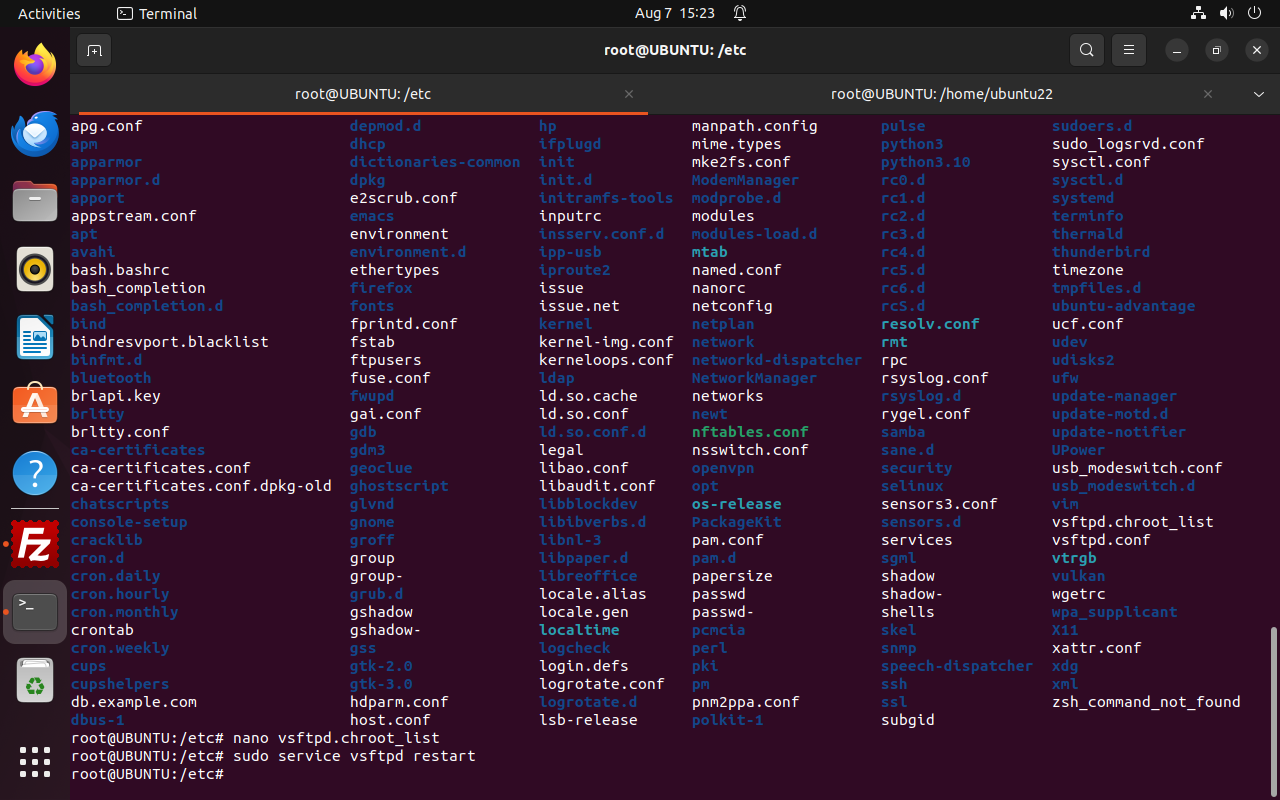 Activities Terminal Aug 7 15:23
root@UBUNTU: /etc
root@UBUNTU: /etc root@UBUNTU: /home/ubuntu22
apg.conf depmod.d hp manpath.config pulse sudoers.d
apm dhcp ifplugd mime.types python3 sudo_logsrvd.conf
apparmor dictionaries-common init mke2fs.conf python3.10 sysctl.conf
apparmor.d dpkg init.d ModemManager rc0.d sysctl.d
apport e2scrub.conf initramfs-tools modprobe.d rc1.d systemd
appstream.conf emacs inputrc modules rc2.d terminfo
apt environment insserv.conf.d modules-load.d rc3.d thermald
avahi environment.d ipp-usb mtab rc4.d thunderbird
bash.bashrc ethertypes iproute2 named.conf rc5.d timezone
bash_completion firefox issue nanorc rc6.d tmpfiles.d
bash_completion.d fonts issue.net netconfig rcS.d ubuntu-advantage
bind fprintd.conf kernel netplan resolv.conf ucf.conf
bindresvport.blacklist fstab kernel-img.conf network rmt udev
binfmt.d ftpusers kerneloops.conf networkd-dispatcher rpc udisks2
bluetooth fuse.conf ldap NetworkManager rsyslog.conf ufw
brlapi.key fwupd ld.so.cache networks rsyslog.d update-manager
brltty gai.conf ld.so.conf newt rygel.conf update-motd.d
brltty.conf gdb ld.so.conf.d nftables.conf samba update-notifier
ca-certificates gdm3 legal nsswitch.conf sane.d UPower
ca-certificates.conf geoclue libao.conf openvpn security usb_modeswitch.conf
ca-certificates.conf.dpkg-old ghostscript libaudit.conf opt selinux usb_modeswitch.d
chatscripts glvnd libblockdev os-release sensors3.conf vim
console-setup gnome libibverbs.d PackageKit sensors.d vsftpd.chroot_list
cracklib groff libnl-3 pam.conf services vsftpd.conf
cron.d group libpaper.d pam.d sgml vtrgb
cron.daily group- libreoffice papersize shadow vulkan
cron.hourly grub.d locale.alias passwd shadow- wgetrc
cron.monthly gshadow locale.gen passwd- shells wpa_supplicant
crontab gshadow- localtime pcmcia skel X11
cron.weekly gss logcheck perl snmp xattr.conf
cups gtk-2.0 login.defs pki speech-dispatcher xdg
cupshelpers gtk-3.0 logrotate.conf pm ssh xml
db.example.com hdparm.conf logrotate.d pnm2ppa.conf ssl zsh_command_not_found
dbus-1 host.conf lsb-release polkit-1 subgid
root@UBUNTU:/etc# nano vsftpd.chroot_list
root@UBUNTU:/etc# sudo service vsftpd restart
root@UBUNTU:/etc#